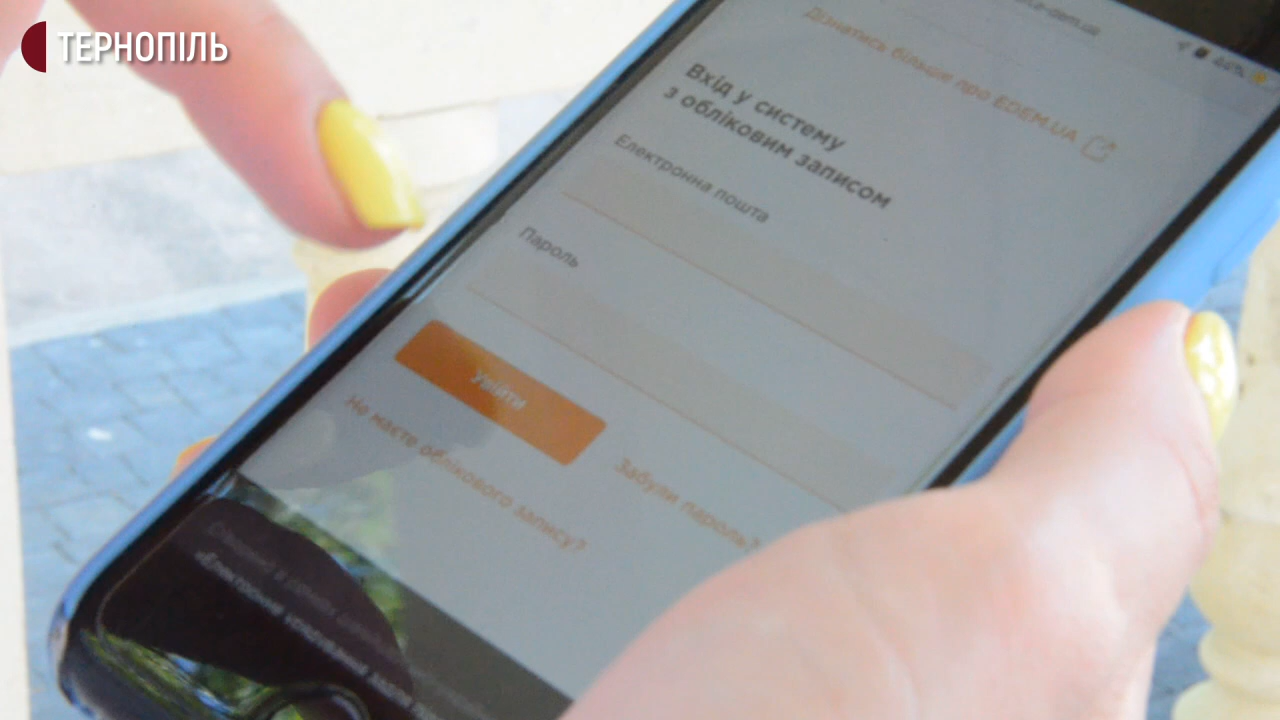 ТЕРНОПІЛЬ
Дізнатись більше про EDEM.UA
Вхід у систему
з обліковим записом
Електронна пошта
Пароль
Увійти
Забули пароль?
Не маєте облікового запису?